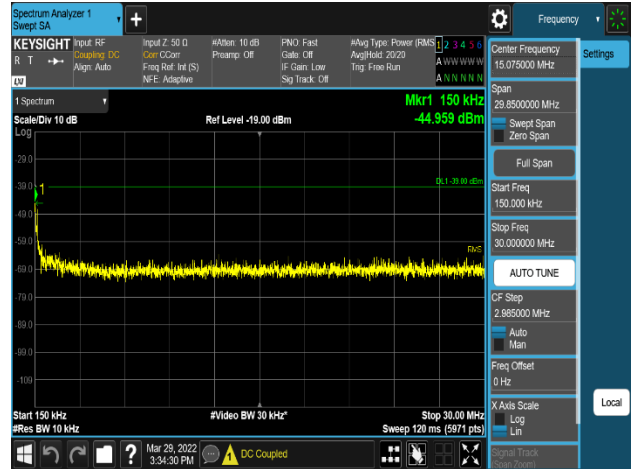 Spectrum Analyzer 1
Swept SA
Frequency
KEYSIGHT
R T
Input: RF
Coupling: DC
Align: Auto
Input Z: 50 Ω
Corr CCorr
Freq Ref: Int (S)
NFE: Adaptive
#Atten: 10 dB
Preamp: Off
PNO: Fast
Gate: Off
IF Gain: Low
Sig Track: Off
#Avg Type: Power (RMS
Avg|Hold: 20/20
Trig: Free Run
1 2 3 4 5 6
A W W W W W
A N N N N N
1 Spectrum
Scale/Div 10 dB
Ref Level -19.00 dBm
Mkr1 150 kHz
-44.959 dBm
Log
-29.0
-39.0
-49.0
-59.0
-69.0
-79.0
-89.0
-99.0
-109
1
DL1 -39.00 dBm
RMS
Start 150 kHz
#Video BW 30 kHz*
Stop 30.00 MHz
#Res BW 10 kHz
Sweep 120 ms (5971 pts)
Mar 29, 2022
3:34:30 PM
DC Coupled
Center Frequency
15.075000 MHz
Settings
Span
29.8500000 MHz
Swept Span
Zero Span
Full Span
Start Freq
150.000 kHz
Stop Freq
30.000000 MHz
AUTO TUNE
CF Step
2.985000 MHz
Auto
Man
Freq Offset
0 Hz
X Axis Scale
Log
Lin
Local
Signal Track
(Span Zoom)